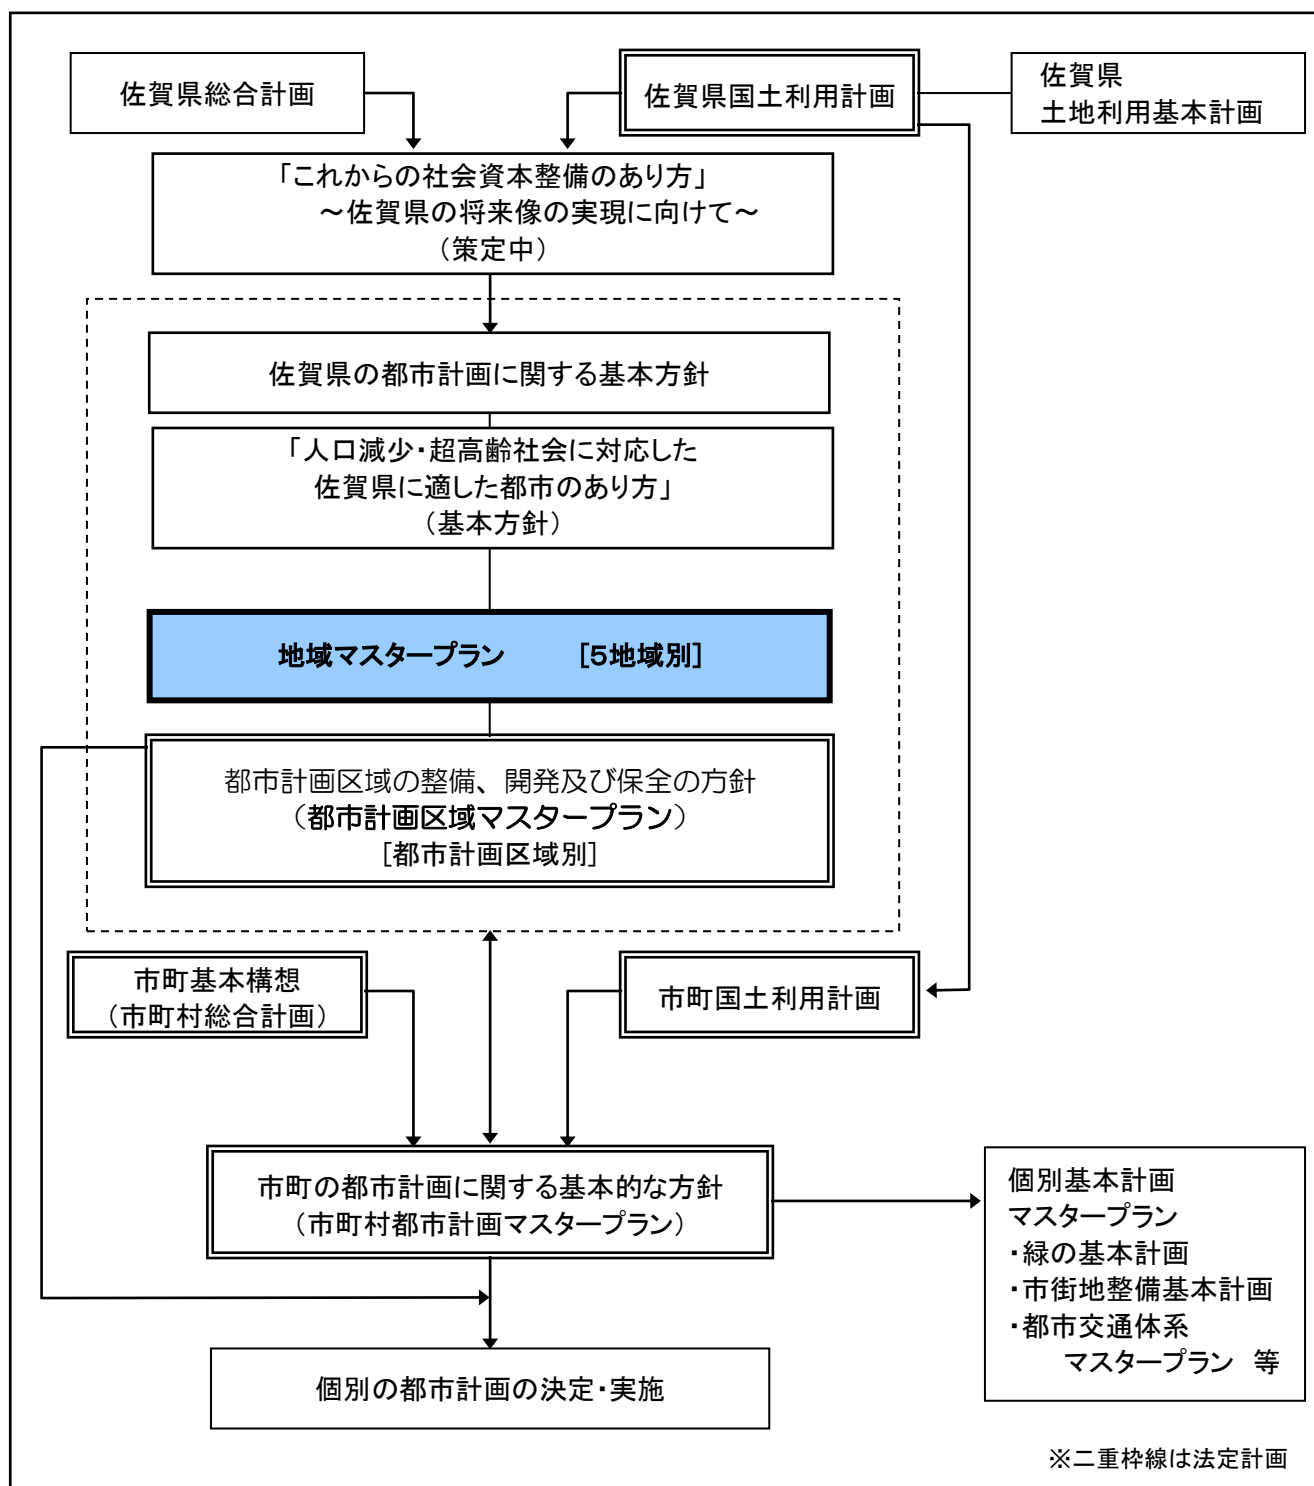 佐賀県総合計画
佐賀県国土利用計画
佐賀県
土地利用基本計画
「これからの社会資本整備のあり方」
～佐賀県の将来像の実現に向けて～
（策定中）
佐賀県の都市計画に関する基本方針
「人口減少・超高齢社会に対応した
佐賀県に適した都市のあり方」
（基本方針）
地域マスタープラン　　[５地域別]
都市計画区域の整備、開発及び保全の方針
（都市計画区域マスタープラン）
[都市計画区域別]
市町基本構想
（市町村総合計画）
市町国土利用計画
市町の都市計画に関する基本的な方針
（市町村都市計画マスタープラン）
個別基本計画
マスタープラン
・緑の基本計画
・市街地整備基本計画
・都市交通体系
マスタープラン　等
個別の都市計画の決定・実施
※二重枠線は法定計画